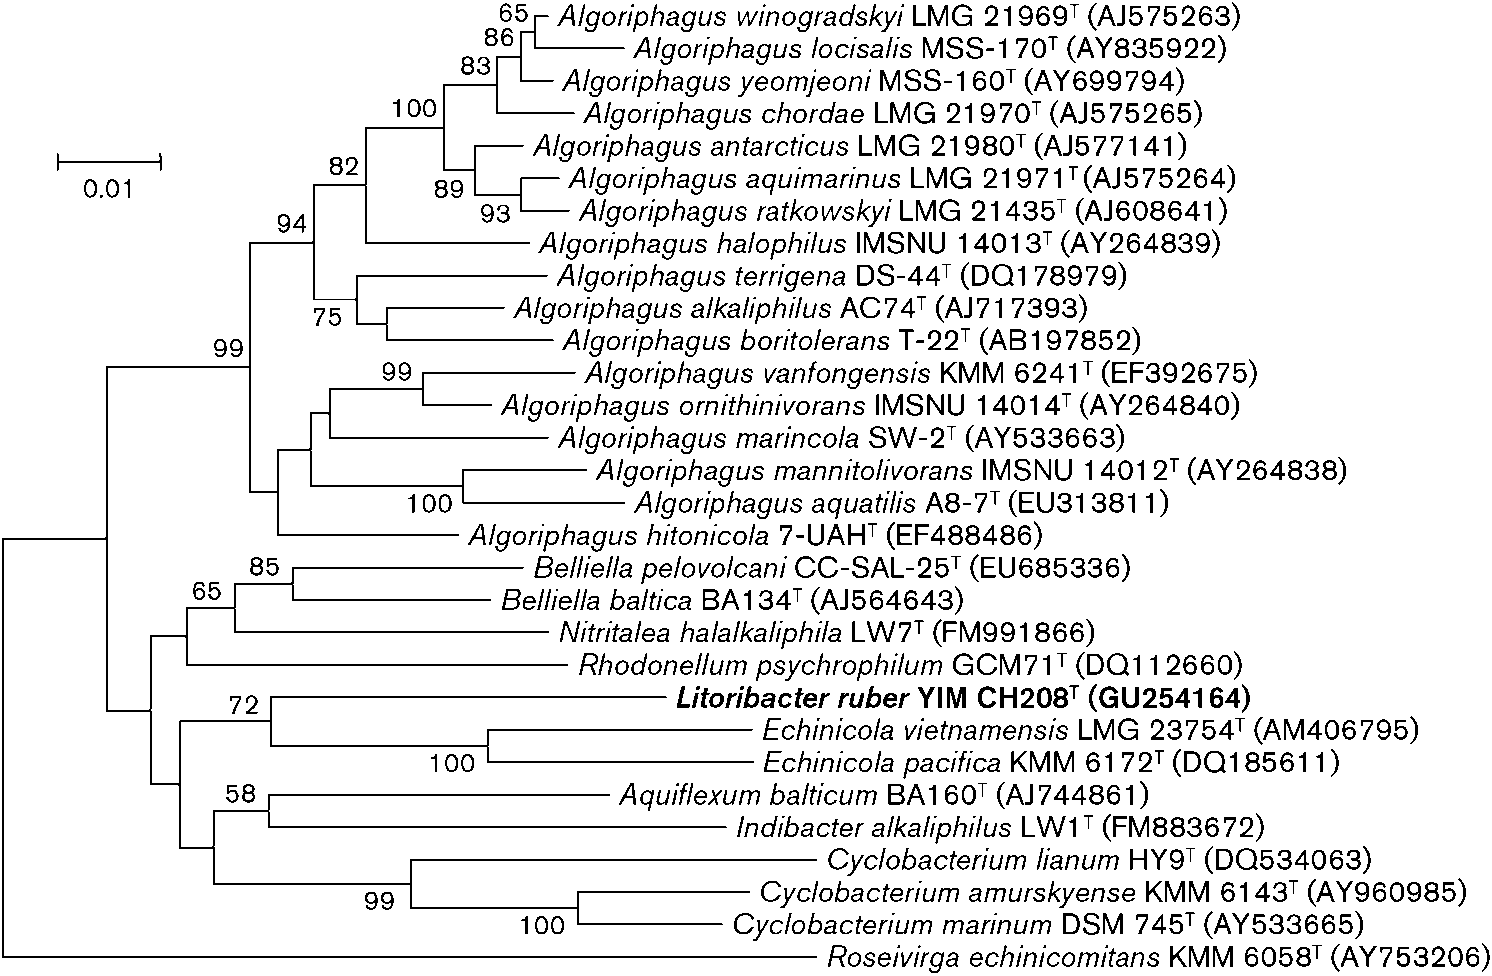 65
Algoriphagus winogradskyi LMG 21969ᵀ (AJ575263)
86
Algoriphagus locisalis MSS-170ᵀ (AY835922)
83
Algoriphagus yeomjeoni MSS-160ᵀ (AY699794)
100
Algoriphagus chordae LMG 21970ᵀ (AJ575265)
Algoriphagus antarcticus LMG 21980ᵀ (AJ577141)
0.01
82
89
Algoriphagus aquimarinus LMG 21971ᵀ (AJ575264)
93
Algoriphagus ratkowskyi LMG 21435ᵀ (AJ608641)
94
Algoriphagus halophilus IMSNU 14013ᵀ (AY264839)
Algoriphagus terrigena DS-44ᵀ (DQ178979)
75
Algoriphagus alkaliphilus AC74ᵀ (AJ717393)
Algoriphagus boritolerans T-22ᵀ (AB197852)
99
99
Algoriphagus vanfongensis KMM 6241ᵀ (EF392675)
Algoriphagus ornithinivorans IMSNU 14014ᵀ (AY264840)
Algoriphagus marincola SW-2ᵀ (AY533663)
Algoriphagus mannitolivorans IMSNU 14012ᵀ (AY264838)
100
Algoriphagus aquatilis A8-7ᵀ (EU313811)
Algoriphagus hitonicola 7-UAHᵀ (EF488486)
85
Belliella pelovolcani CC-SAL-25ᵀ (EU685336)
65
Belliella baltica BA134ᵀ (AJ564643)
Nitritalea halalkaliphila LW7ᵀ (FM991866)
Rhodonellum psychrophilum GCM71ᵀ (DQ112660)
72
Litoribacter ruber YIM CH208ᵀ (GU254164)
Echinicola vietnamensis LMG 23754ᵀ (AM406795)
100
Echinicola pacifica KMM 6172ᵀ (DQ185611)
58
Aquiflexum balticum BA160ᵀ (AJ744861)
Indibacter alkaliphilus LW1ᵀ (FM883672)
Cyclobacterium lianum HY9ᵀ (DQ534063)
99
Cyclobacterium amurskyense KMM 6143ᵀ (AY960985)
100
Cyclobacterium marinum DSM 745ᵀ (AY533665)
Roseivirga echinicomitans KMM 6058ᵀ (AY753206)